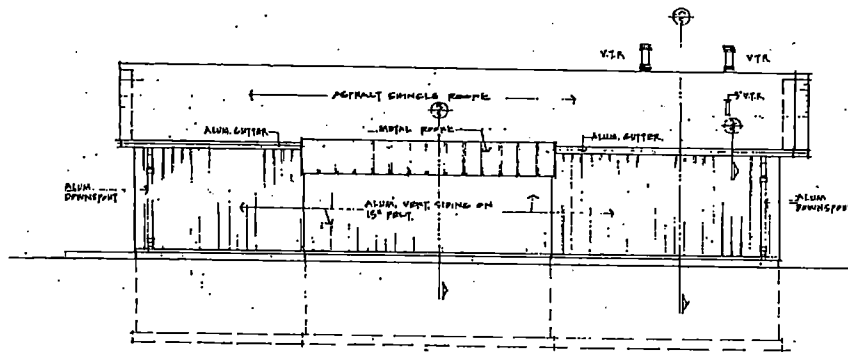 V.T.R.
V.T.R.
ASPHALT SHINGLE ROOF
3" V.T.R.
ALUM. GUTTER
METAL ROOF
ALUM. GUTTER
ALUM.
DOWNSPOUT
ALUM. VERT. SIDING ON
15# FELT.
ALUM
DOWNSPOUT